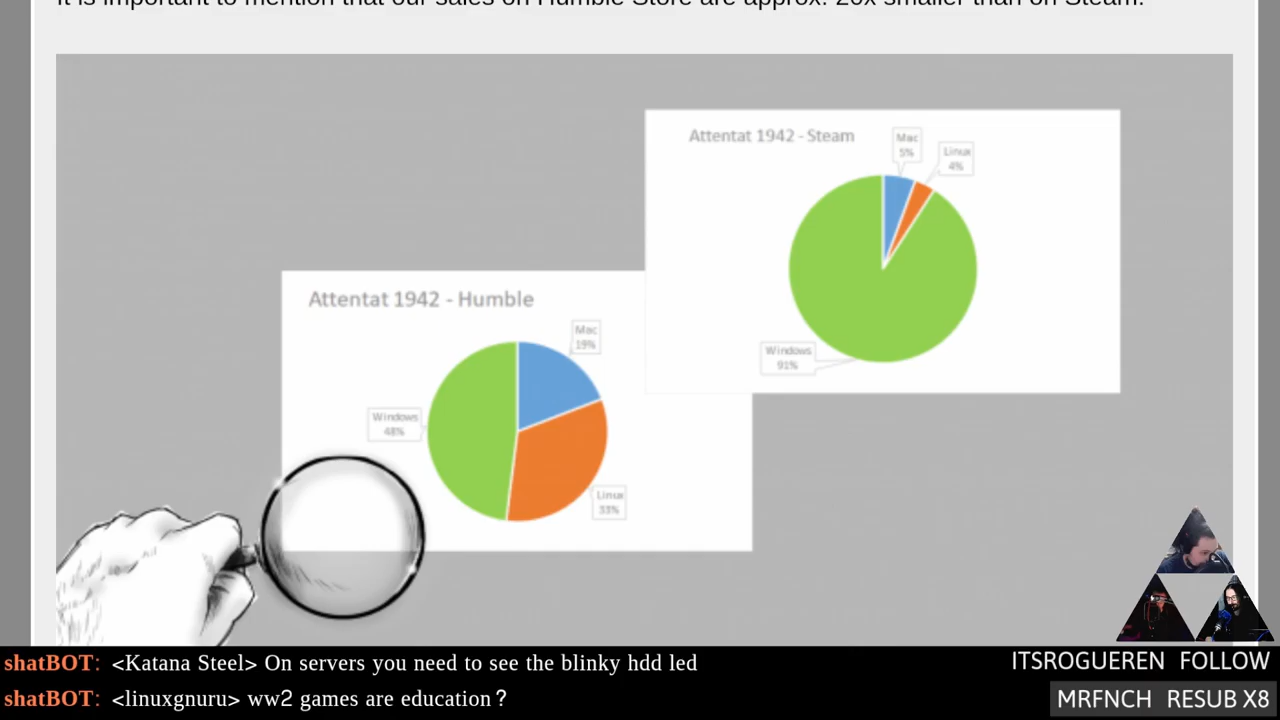 It is important to mention that our sales on Humble Store are approx. 20x smaller than on Steam.
Attentat 1942 - Steam
Mac
5%
Linux
4%
Windows
91%
Attentat 1942 - Humble
Mac
19%
Windows
48%
Linux
33%
shatBOT: <Katana Steel> On servers you need to see the blinky hdd led
shatBOT: <linuxgnuru> ww2 games are education?
ITSROGUEREN FOLLOW
MRFNCH RESUB X8